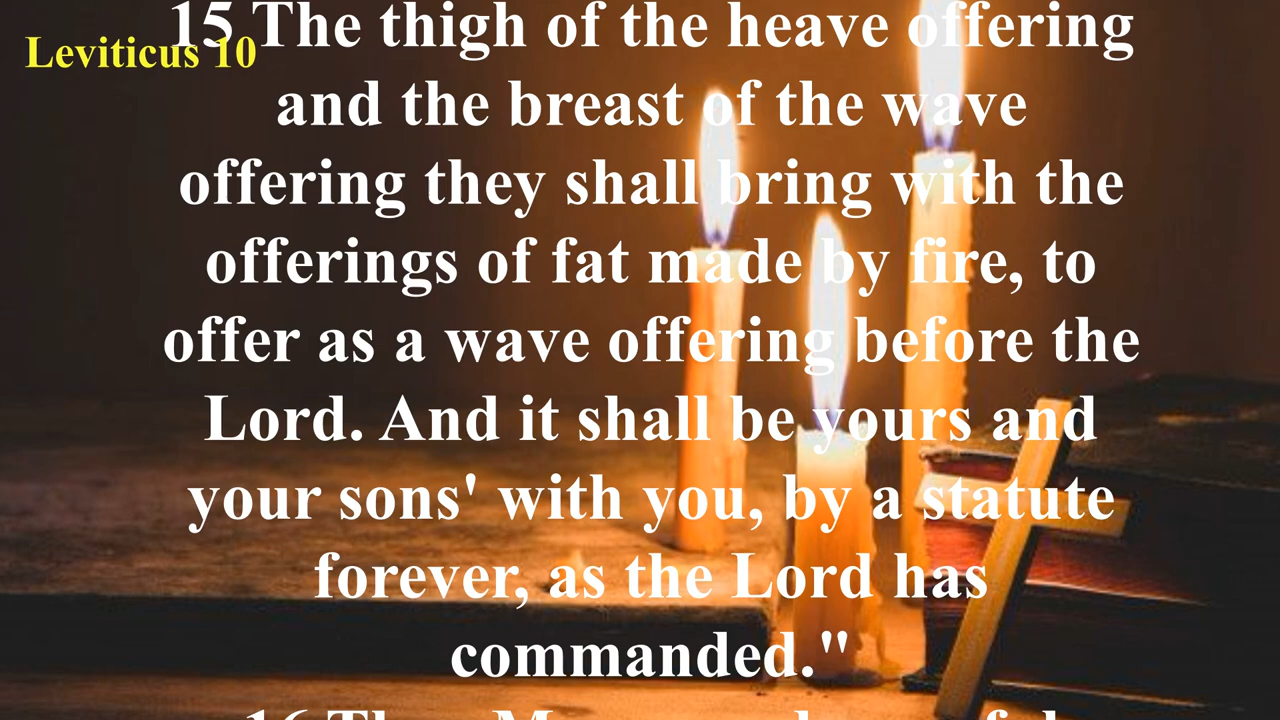 Leviticus 10
15 The thigh of the heave offering
and the breast of the wave
offering they shall bring with the
offerings of fat made by fire, to
offer as a wave offering before the
Lord. And it shall be yours and
your sons' with you, by a statute
forever, as the Lord has
commanded."